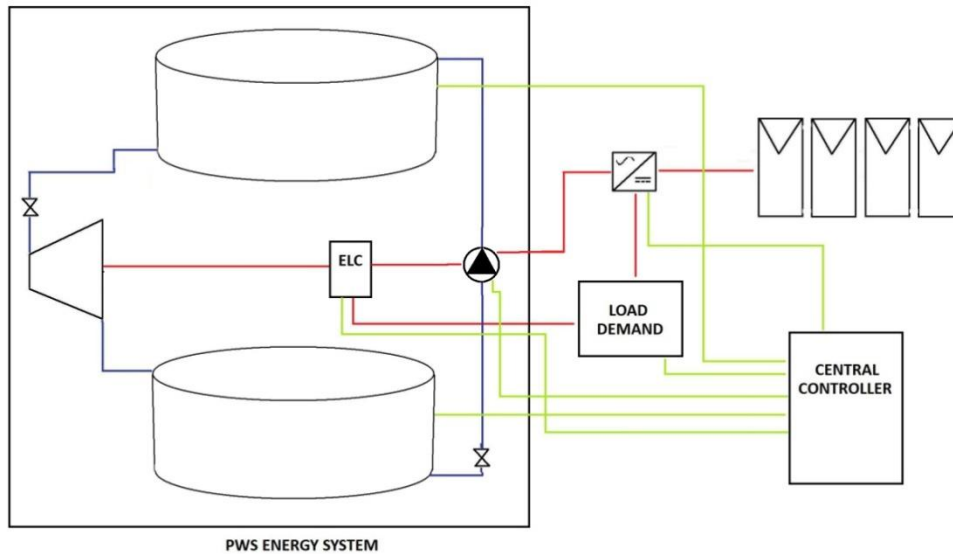 ELC
LOAD
DEMAND
CENTRAL
CONTROLLER
PWS ENERGY SYSTEM